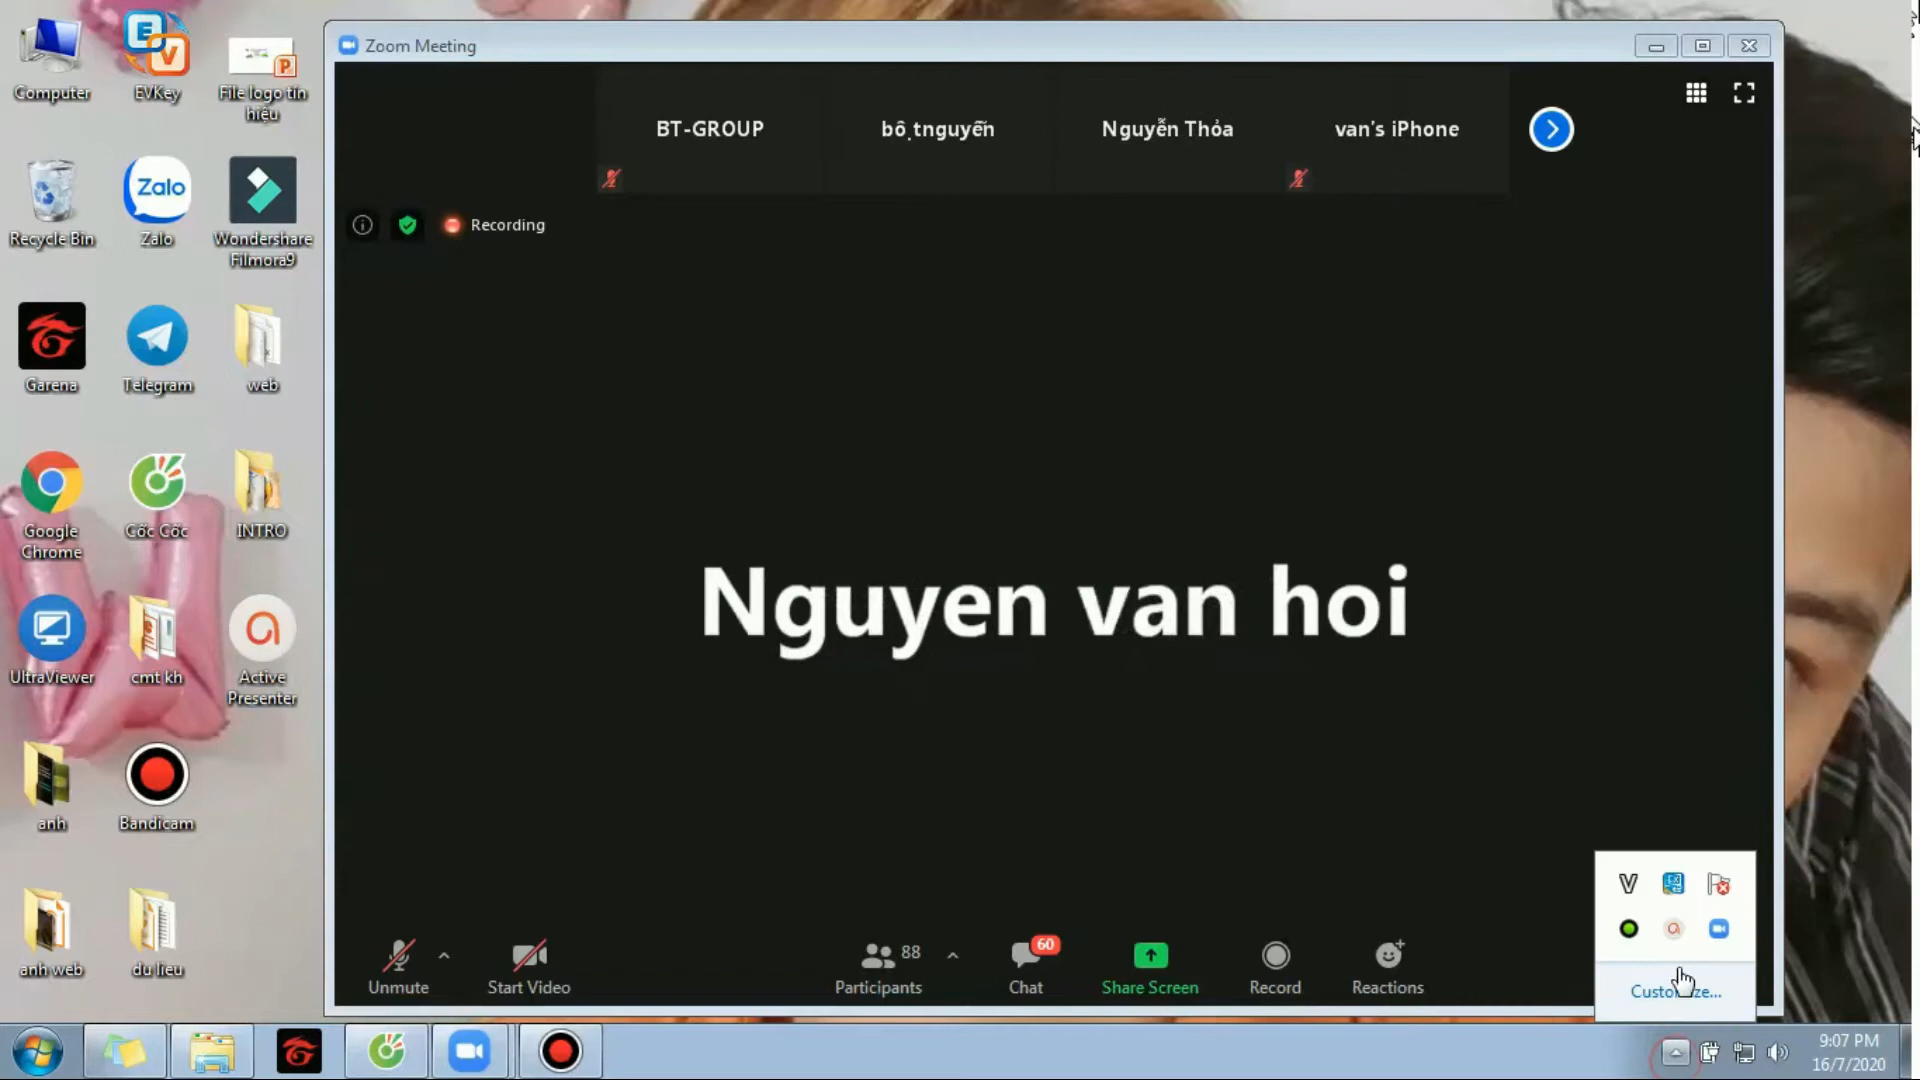 Computer
EVKey
File logo tín
hiệu
Recycle Bin
Zalo
Zalo
Wondershare
Filmora9
Garena
Telegram
web
Google
Chrome
Cốc Cốc
INTRO
UltraViewer
cmt kh
Active
Presenter
anh
Bandicam
anh web
du lieu
Zoom Meeting
BT-GROUP
Nguyễn Thỏa
van's iPhone
Recording
Nguyen van hoi
Unmute
Start Video
88
Participants
60
Chat
Share Screen
Record
Reactions
9:07 PM
16/7/2020